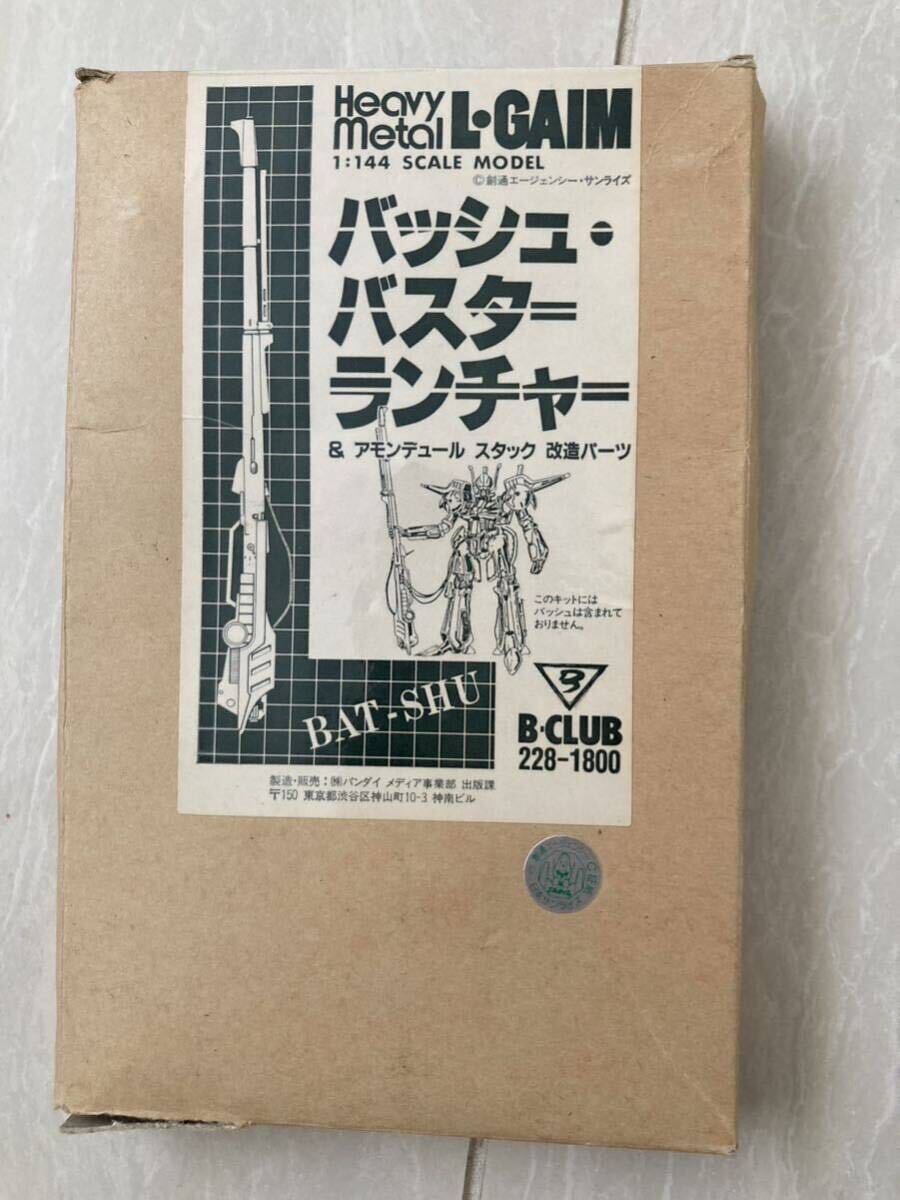 Heavy Metal L·GAIM
1:144 SCALE MODEL
©創通エージェンシー・サンライズ
バッシュ・
バスター
ランチャー
& アモンデュール スタック 改造パーツ
このキットには
バッシュは含まれて
おりません。
BAT-SHU
B·CLUB
228-1800
製造・販売：㈱バンダイ メディア事業部 出版課
〒150 東京都渋谷区神山町10-3 神南ビル